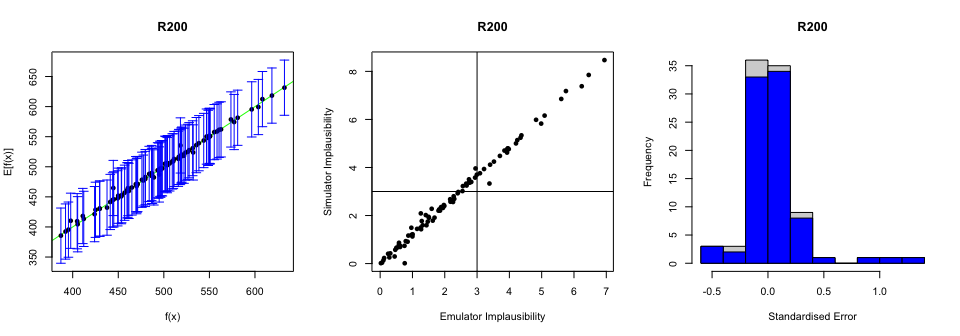 R200
E[f(x)]
650
600
550
500
450
400
350
400
450
500
550
600
f(x)
R200
Simulator Implausibility
8
6
4
2
0
0 1 2 3 4 5 6 7
Emulator Implausibility
R200
Frequency
35
30
20
15
10
5
0
-0.5 0.0 0.5 1.0
Standardised Error